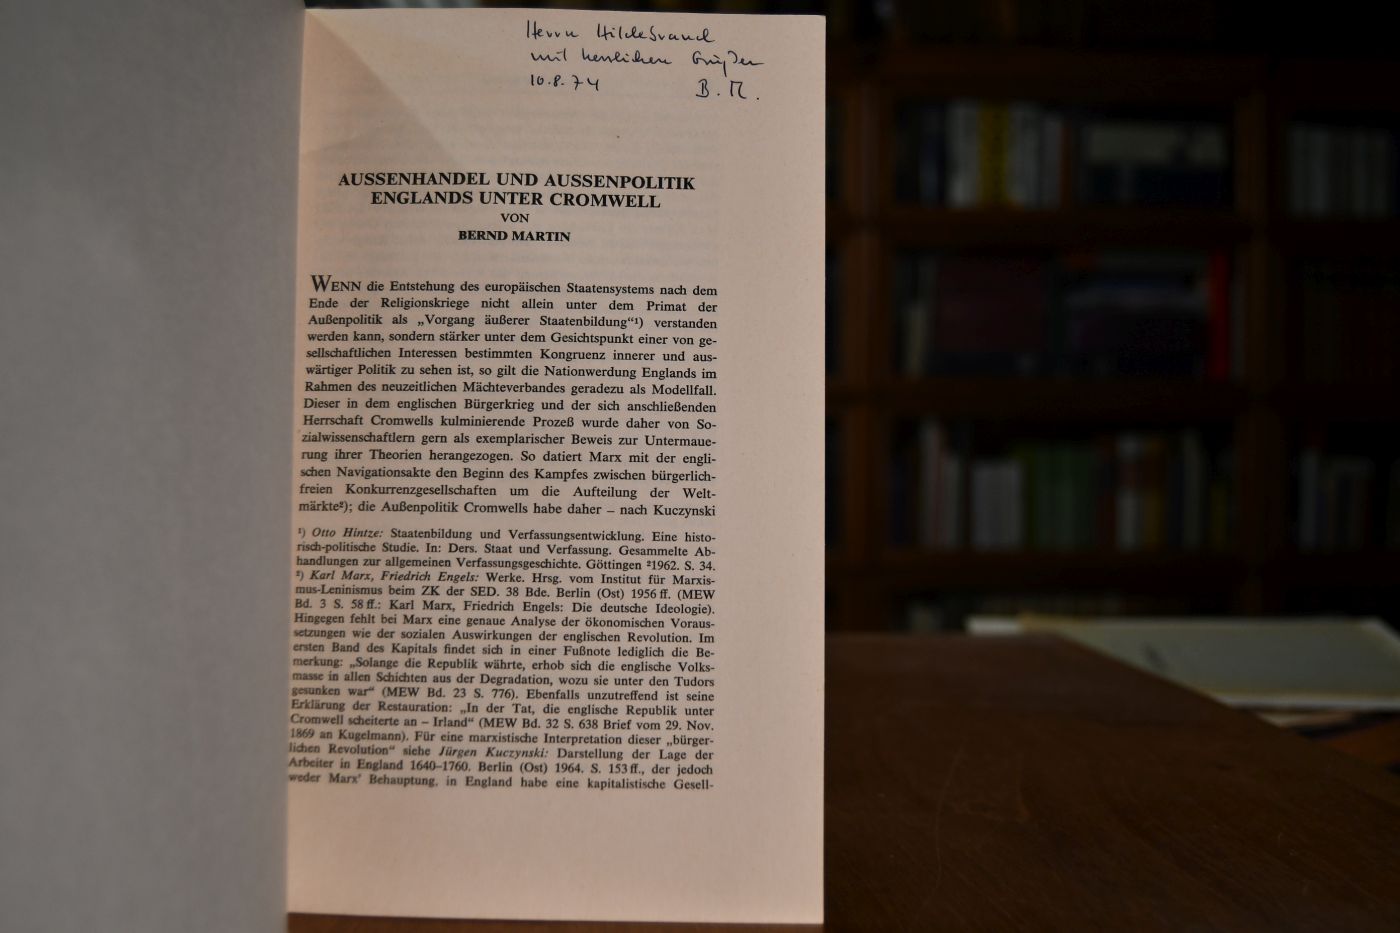 Herrn Hildebrand
mit herzlichen Grüßen
10.8.74 B.M.
AUSSENHANDEL UND AUSSENPOLITIK
ENGLANDS UNTER CROMWELL
VON
BERND MARTIN
WENN die Entstehung des europäischen Staatensystems nach dem
Ende der Religionskriege nicht allein unter dem Primat der
Außenpolitik als „Vorgang äußerer Staatenbildung“¹) verstanden
werden kann, sondern stärker unter dem Gesichtspunkt einer von ge-
sellschaftlichen Interessen bestimmten Kongruenz innerer und aus-
wärtiger Politik zu sehen ist, so gilt die Nationwerdung Englands im
Rahmen des neuzeitlichen Mächteverbandes geradezu als Modellfall.
Dieser in dem englischen Bürgerkrieg und der sich anschließenden
Herrschaft Cromwells kulminierende Prozeß wurde daher von So-
zialwissenschaftlern gern als exemplarischer Beweis zur Untermaue-
rung ihrer Theorien herangezogen. So datiert Marx mit der engli-
schen Navigationsakte den Beginn des Kampfes zwischen bürgerlich-
freien Konkurrenzgesellschaften um die Aufteilung der Welt-
märkte²); die Außenpolitik Cromwells habe daher – nach Kuczynski
¹) Otto Hintze: Staatenbildung und Verfassungsentwicklung. Eine histo-
risch-politische Studie. In: Ders. Staat und Verfassung. Gesammelte Ab-
handlungen zur allgemeinen Verfassungsgeschichte. Göttingen ²1962. S. 34.
²) Karl Marx, Friedrich Engels: Werke. Hrsg. vom Institut für Marxis-
mus-Leninismus beim ZK der SED. 38 Bde. Berlin (Ost) 1956 ff. (MEW
Bd. 3 S. 58 ff.: Karl Marx, Friedrich Engels: Die deutsche Ideologie).
Hingegen fehlt bei Marx eine genaue Analyse der ökonomischen Voraus-
setzungen wie der sozialen Auswirkungen der englischen Revolution. Im
ersten Band des Kapitals findet sich in einer Fußnote lediglich die Be-
merkung: „Solange die Republik währte, erhob sich die englische Volks-
masse in allen Schichten aus der Degradation, wozu sie unter den Tudors
gesunken war“ (MEW Bd. 23 S. 776). Ebenfalls unzutreffend ist seine
Erklärung der Restauration: „In der Tat, die englische Republik unter
Cromwell scheiterte an – Irland“ (MEW Bd. 32 S. 638 Brief vom 29. Nov.
1869 an Kugelmann). Für eine marxistische Interpretation dieser „bürger-
lichen Revolution“ siehe Jürgen Kuczynski: Darstellung der Lage der
Arbeiter in England 1640–1760. Berlin (Ost) 1964. S. 153 ff., der jedoch
weder Marx’ Behauptung, in England habe eine kapitalistische Gesell-